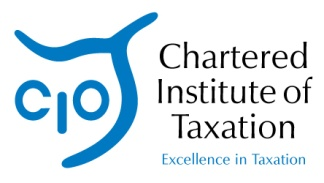 CIO
Chartered
Institute of
Taxation
Excellence in Taxation